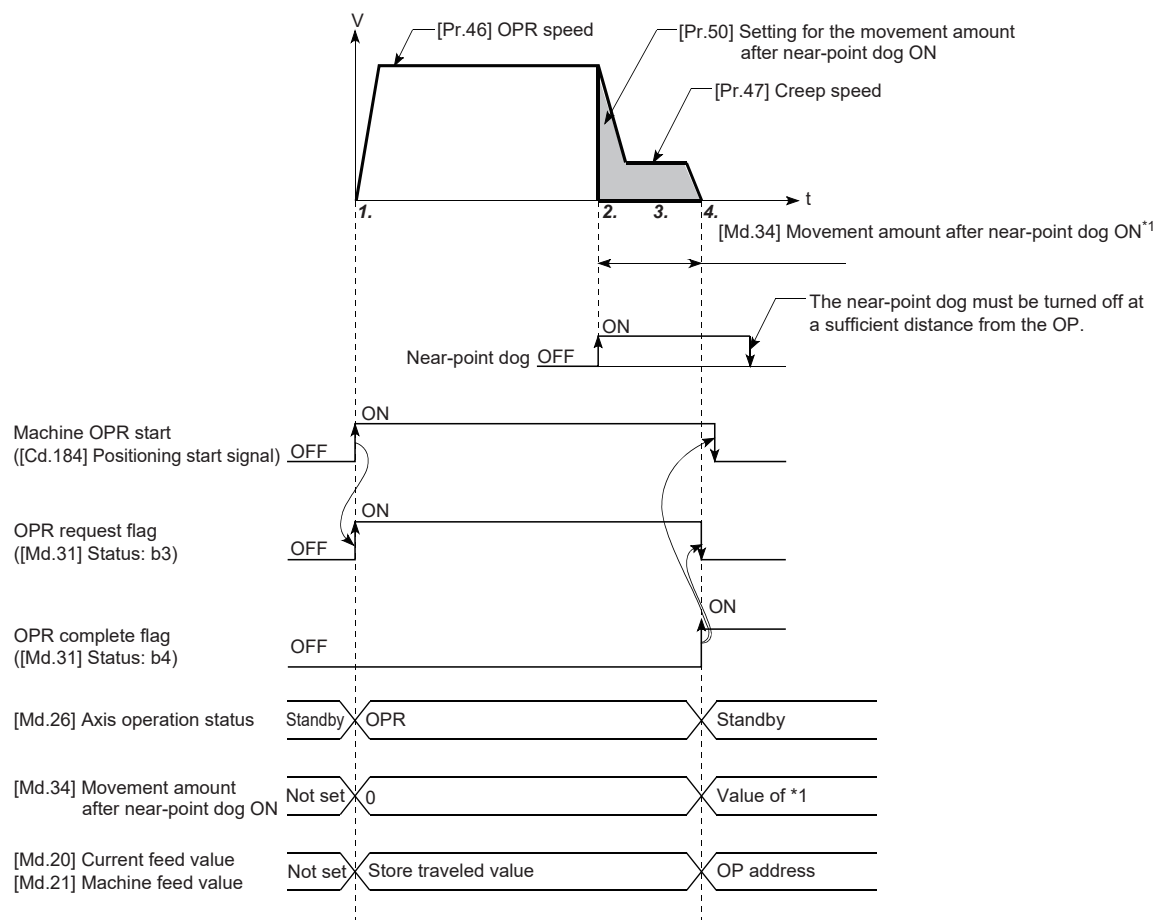 V
[Pr.46] OPR speed
[Pr.50] Setting for the movement amount
after near-point dog ON
[Pr.47] Creep speed
t
1.
2.
3.
4.
[Md.34] Movement amount after near-point dog ON*1
The near-point dog must be turned off at
a sufficient distance from the OP.
ON
Near-point dog OFF
ON
Machine OPR start
([Cd.184] Positioning start signal) OFF
ON
OPR request flag
([Md.31] Status: b3) OFF
ON
OPR complete flag
([Md.31] Status: b4) OFF
[Md.26] Axis operation status Standby OPR Standby
[Md.34] Movement amount
after near-point dog ON Not set 0 Value of *1
[Md.20] Current feed value
[Md.21] Machine feed value Not set Store traveled value OP address